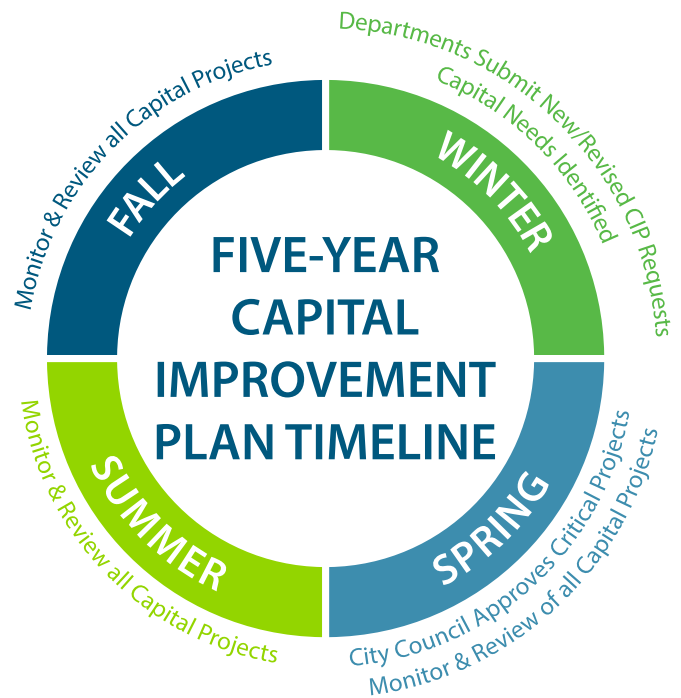 FIVE-YEAR
CAPITAL
IMPROVEMENT
PLAN TIMELINE
WINTER
Departments Submit New/Revised CIP Requests
Capital Needs Identified
SPRING
City Council Approves Critical Projects
Monitor & Review of all Capital Projects
SUMMER
Monitor & Review all Capital Projects
FALL
Monitor & Review all Capital Projects